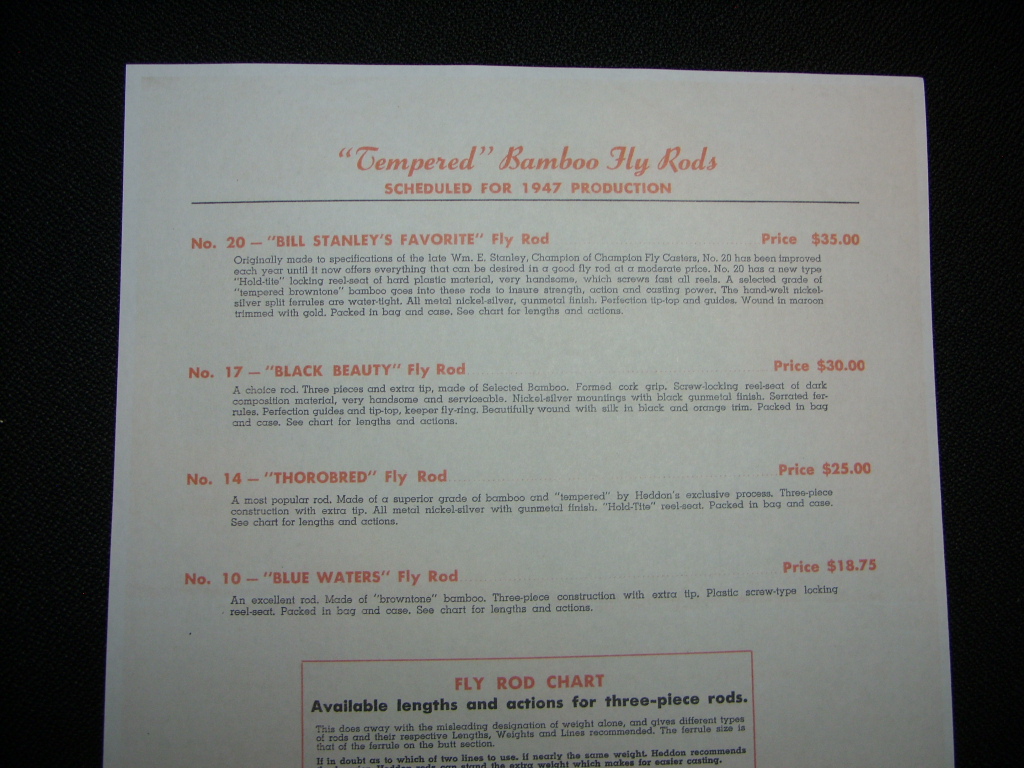 "Tempered" Bamboo Fly Rods
SCHEDULED FOR 1947 PRODUCTION
No. 20 — "BILL STANLEY'S FAVORITE" Fly Rod Price $35.00
Originally made to specifications of the late Wm. E. Stanley, Champion of Champion Fly Casters, No. 20 has been improved
each year until it now offers everything that can be desired in a good fly rod at a moderate price. No. 20 has a new type
"Hold-tite" locking reel-seat of hard plastic material, very handsome, which screws fast all reels. A selected grade of
"tempered browntone" bamboo goes into these rods to insure strength, action and casting power. The hand-welt nickel-
silver split ferrules are water-tight. All metal nickel-silver, gunmetal finish. Perfection tip-top and guides. Wound in maroon
trimmed with gold. Packed in bag and case. See chart for lengths and actions.
No. 17 — "BLACK BEAUTY" Fly Rod Price $30.00
A choice rod. Three pieces and extra tip, made of Selected Bamboo. Formed cork grip. Screw-locking reel-seat of dark
composition material, very handsome and serviceable. Nickel-silver mountings with black gunmetal finish. Serrated fer-
rules. Perfection guides and tip-top, keeper fly-ring. Beautifully wound with silk in black and orange trim. Packed in bag
and case. See chart for lengths and actions.
No. 14 — "THOROBRED" Fly Rod Price $25.00
A most popular rod. Made of a superior grade of bamboo and "tempered" by Heddon's exclusive process. Three-piece
construction with extra tip. All metal nickel-silver with gunmetal finish. "Hold-Tite" reel-seat. Packed in bag and case.
See chart for lengths and actions.
No. 10 — "BLUE WATERS" Fly Rod Price $18.75
An excellent rod. Made of "browntone" bamboo. Three-piece construction with extra tip. Plastic screw-type locking
reel-seat. Packed in bag and case. See chart for lengths and actions.
FLY ROD CHART
Available lengths and actions for three-piece rods.
This does away with the misleading designation of weight alone, and gives different types
of rods and their respective Lengths, Weights and Lines recommended. The ferrule size is
that of the ferrule on the butt section.
If in doubt as to which of two lines to use, if nearly the same weight, Heddon recommends
Heddon rods can stand the extra weight which makes for easier casting.